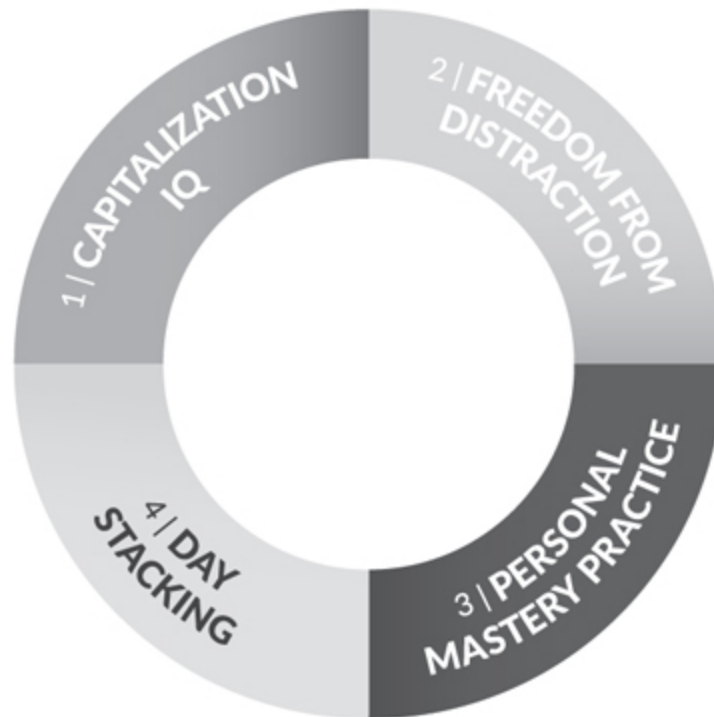 1 | CAPITALIZATION
IQ
2 | FREEDOM FROM
DISTRACTION
3 | PERSONAL
MASTERY PRACTICE
4 | DAY
STACKING